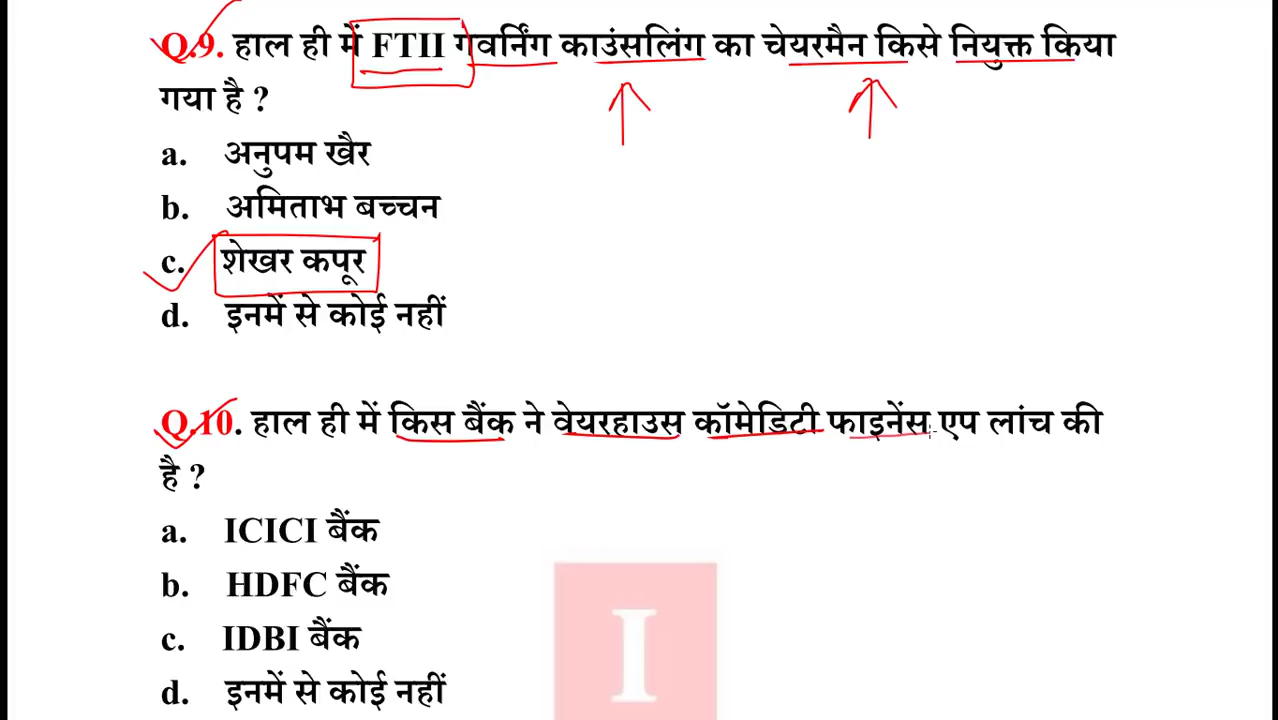 Q.9. हाल ही में FTII गवर्निंग काउंसलिंग का चेयरमैन किसे नियुक्त किया
गया है ?
a. अनुपम खैर
b. अमिताभ बच्चन
c. शेखर कपूर
d. इनमें से कोई नहीं
Q.10. हाल ही में किस बैंक ने वेयरहाउस कॉमेडिटी फाइनेंस एप लांच की
है ?
a. ICICI बैंक
b. HDFC बैंक
c. IDBI बैंक
d. इनमें से कोई नहीं
I